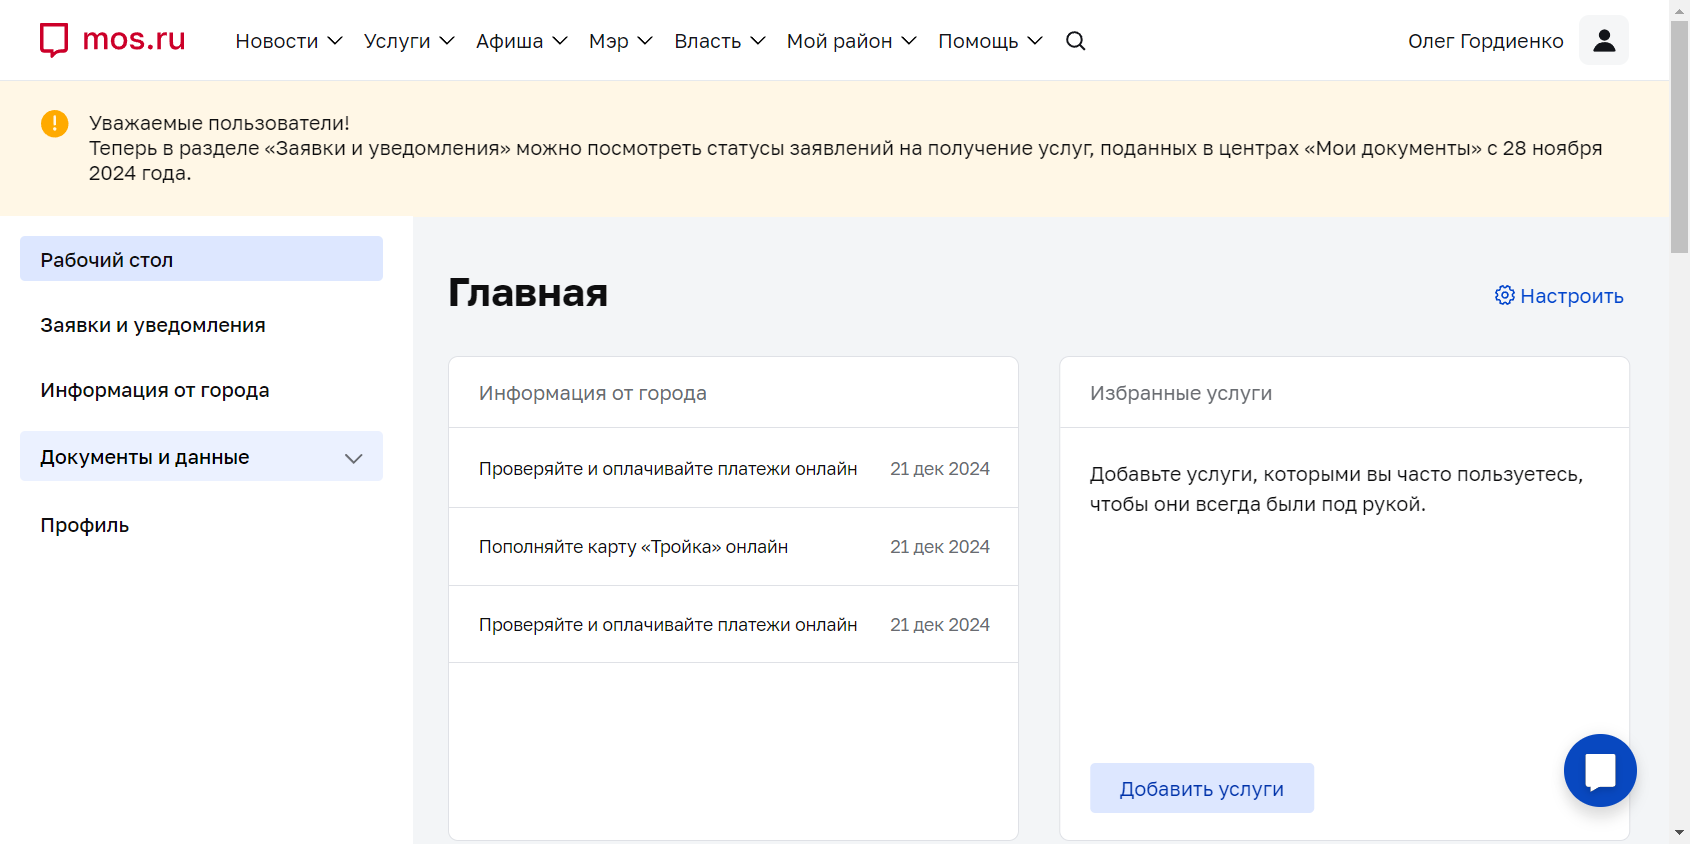 mos.ru
Новости Услуги Афиша Мэр Власть Мой район Помощь
Олег Гордиенко
Уважаемые пользователи!
Теперь в разделе «Заявки и уведомления» можно посмотреть статусы заявлений на получение услуг, поданных в центрах «Мои документы» с 28 ноября
2024 года.
Рабочий стол
Заявки и уведомления
Информация от города
Документы и данные
Профиль
Главная
Настроить
Информация от города
Проверяйте и оплачивайте платежи онлайн 21 дек 2024
Пополняйте карту «Тройка» онлайн 21 дек 2024
Проверяйте и оплачивайте платежи онлайн 21 дек 2024
Избранные услуги
Добавьте услуги, которыми вы часто пользуетесь,
чтобы они всегда были под рукой.
Добавить услуги